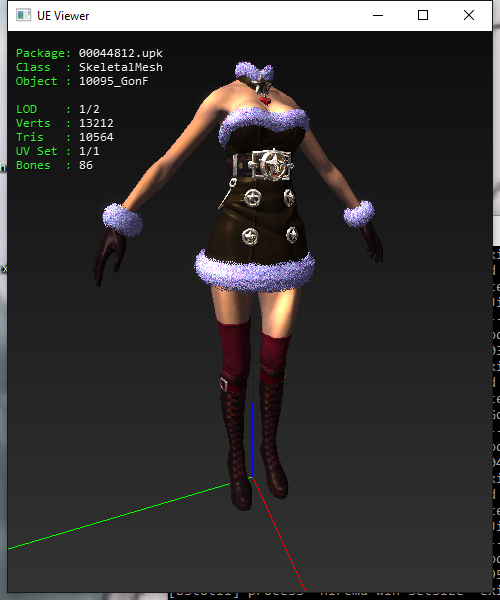 UE Viewer
Package: 00044812.upk
Class : SkeletalMesh
Object : 10095_GonF
LOD : 1/2
Verts : 13212
Tris : 10564
UV Set : 1/1
Bones : 86